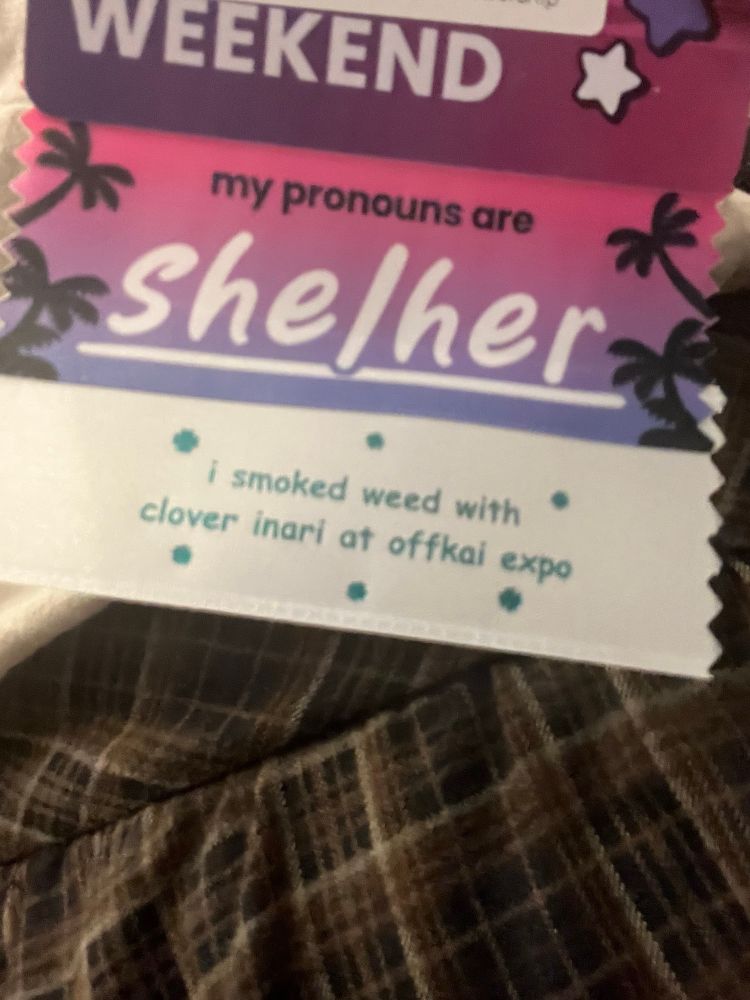 WEEKEND
my pronouns are
she/her
i smoked weed with
clover inari at offkai expo